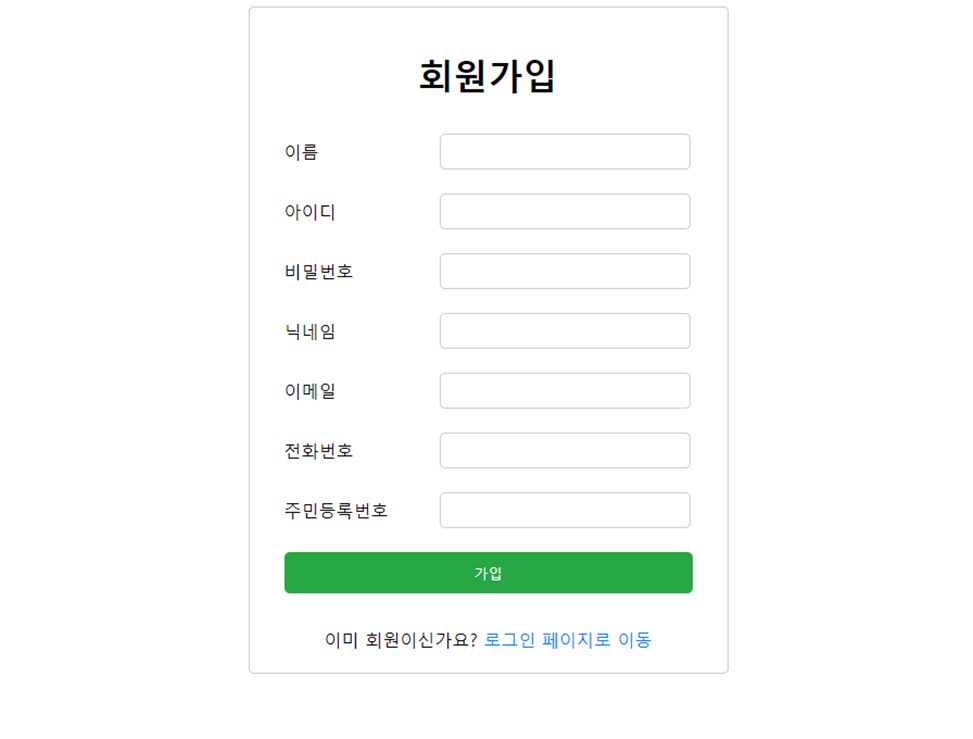 회원가입
이름
아이디
비밀번호
닉네임
이메일
전화번호
주민등록번호
가입
이미 회원이신가요? 로그인 페이지로 이동